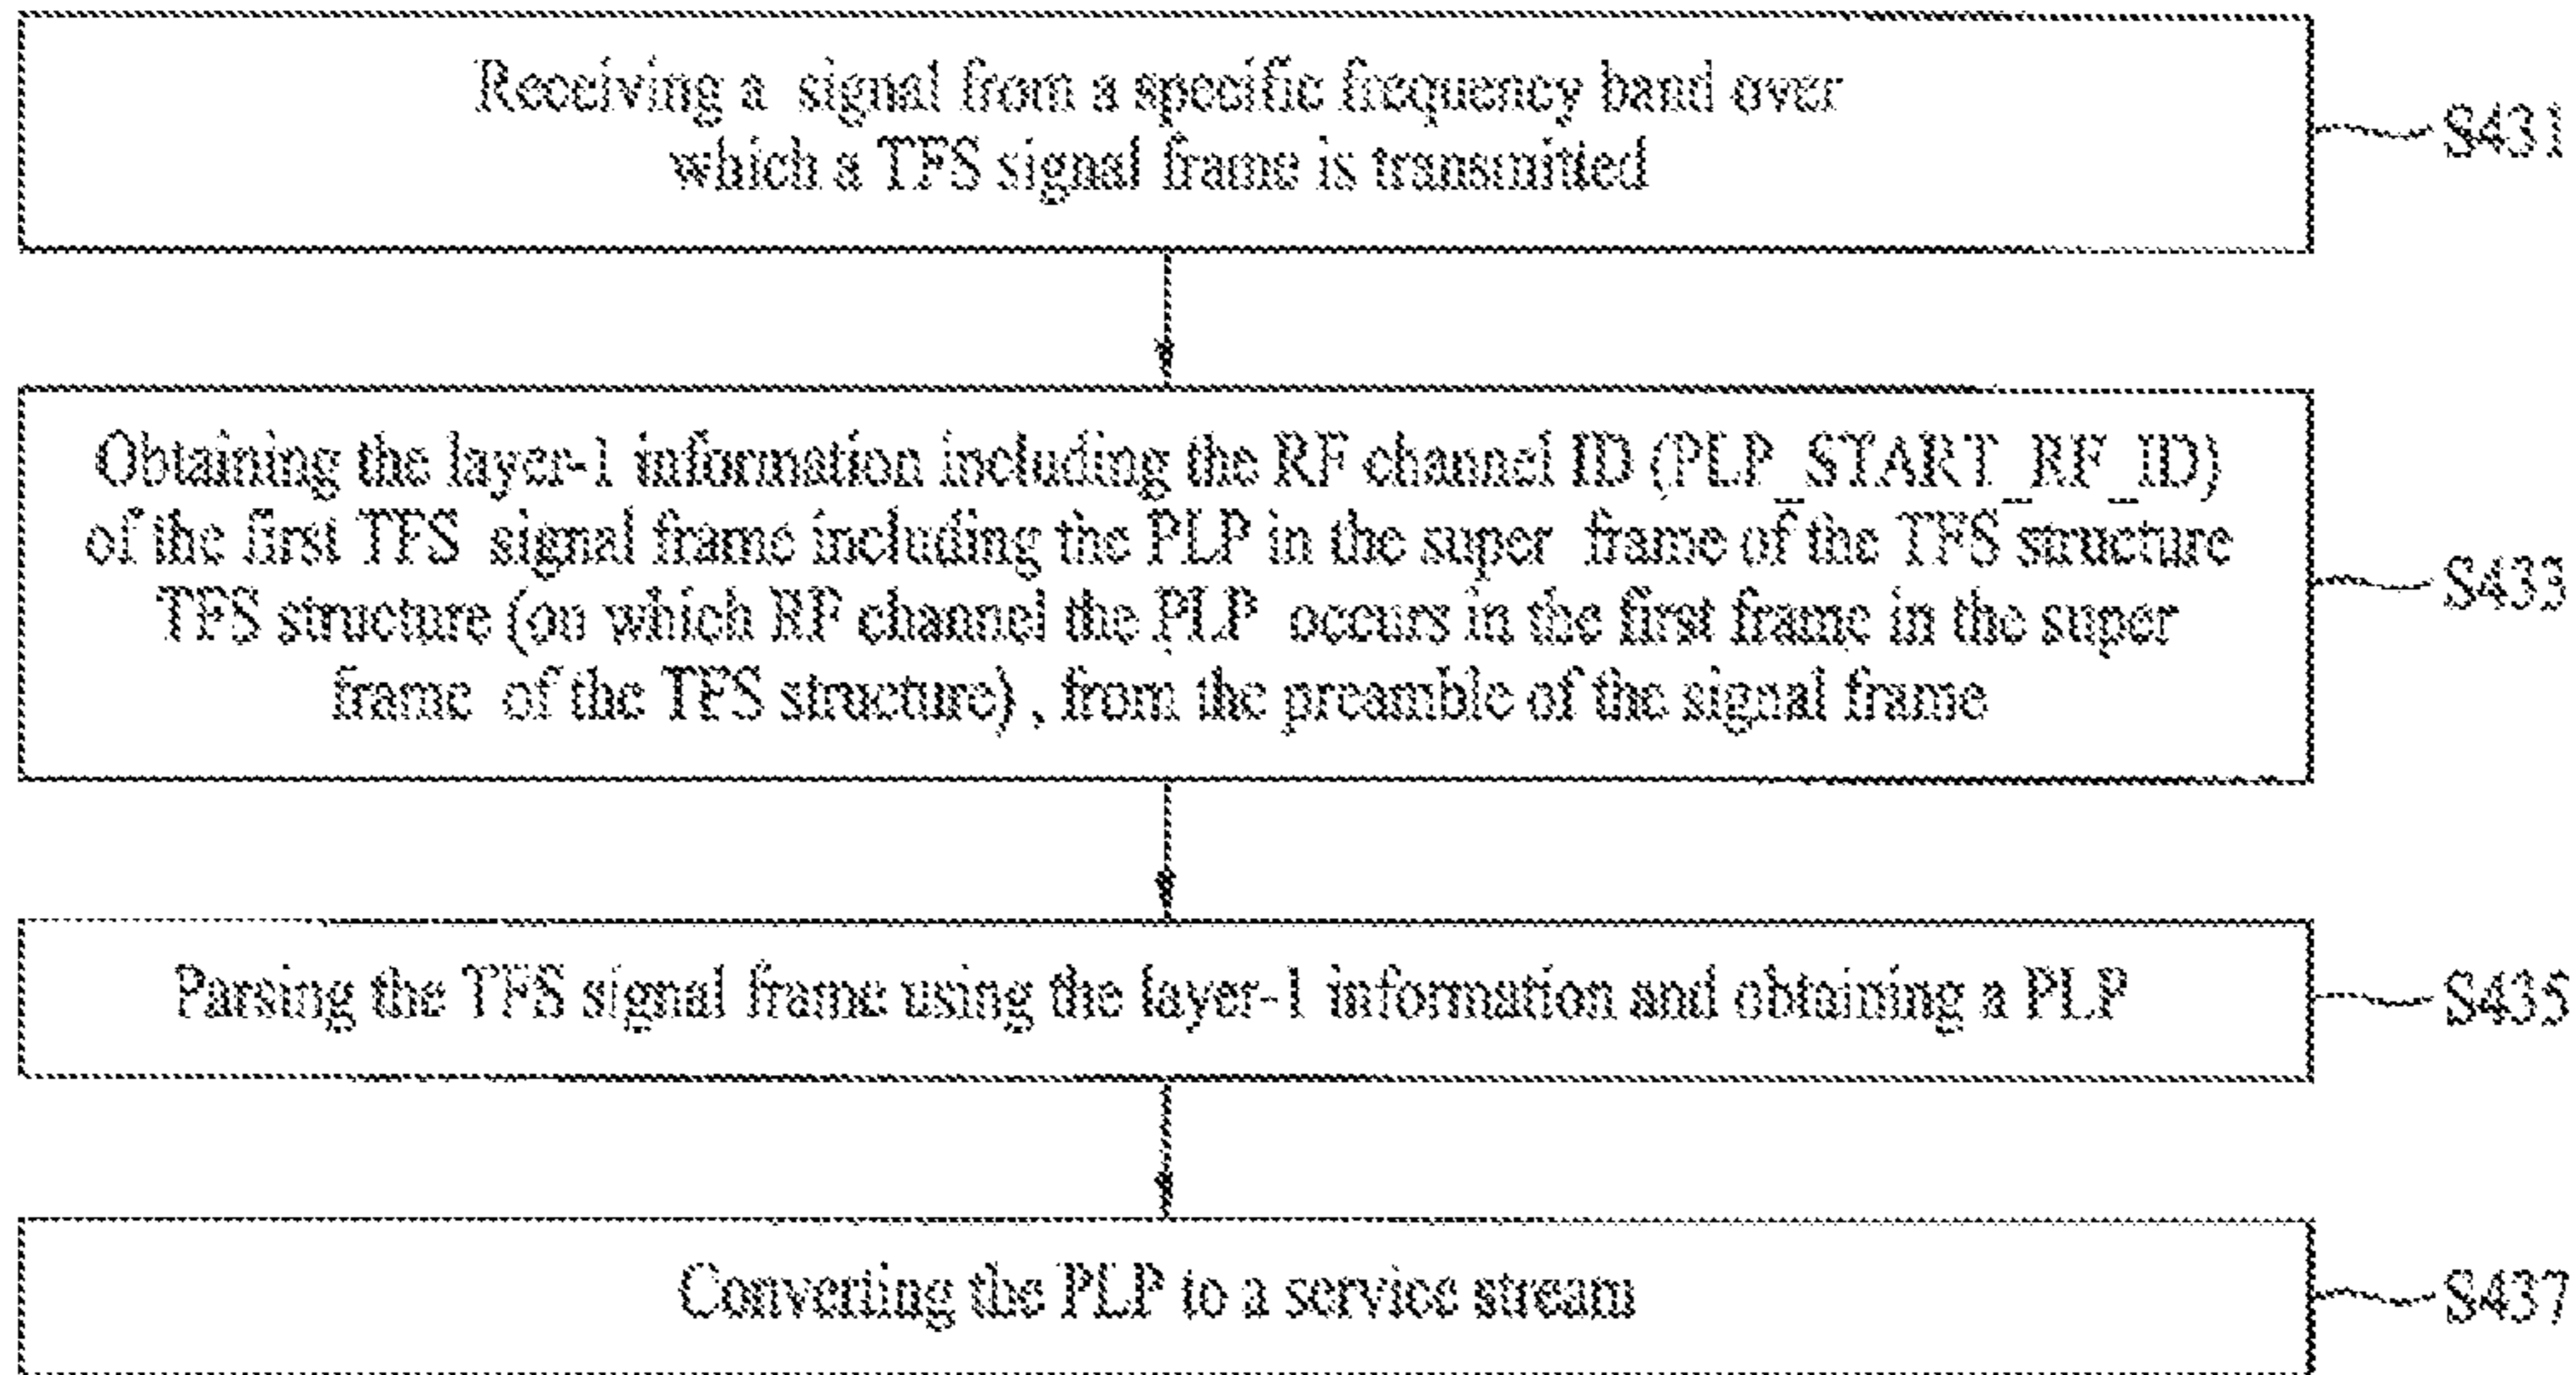 Receiving a signal from a specific frequency band over
which a TFS signal frame is transmitted
S431
Obtaining the layer-1 information including the RF channel ID (PLP_START_RF_ID)
of the first TFS signal frame including the PLP in the super frame of the TFS structure
TFS structure (on which RF channel the PLP occurs in the first frame in the super
frame of the TFS structure), from the preamble of the signal frame
S433
Parsing the TFS signal frame using the layer-1 information and obtaining a PLP
S435
Converting the PLP to a service stream
S437